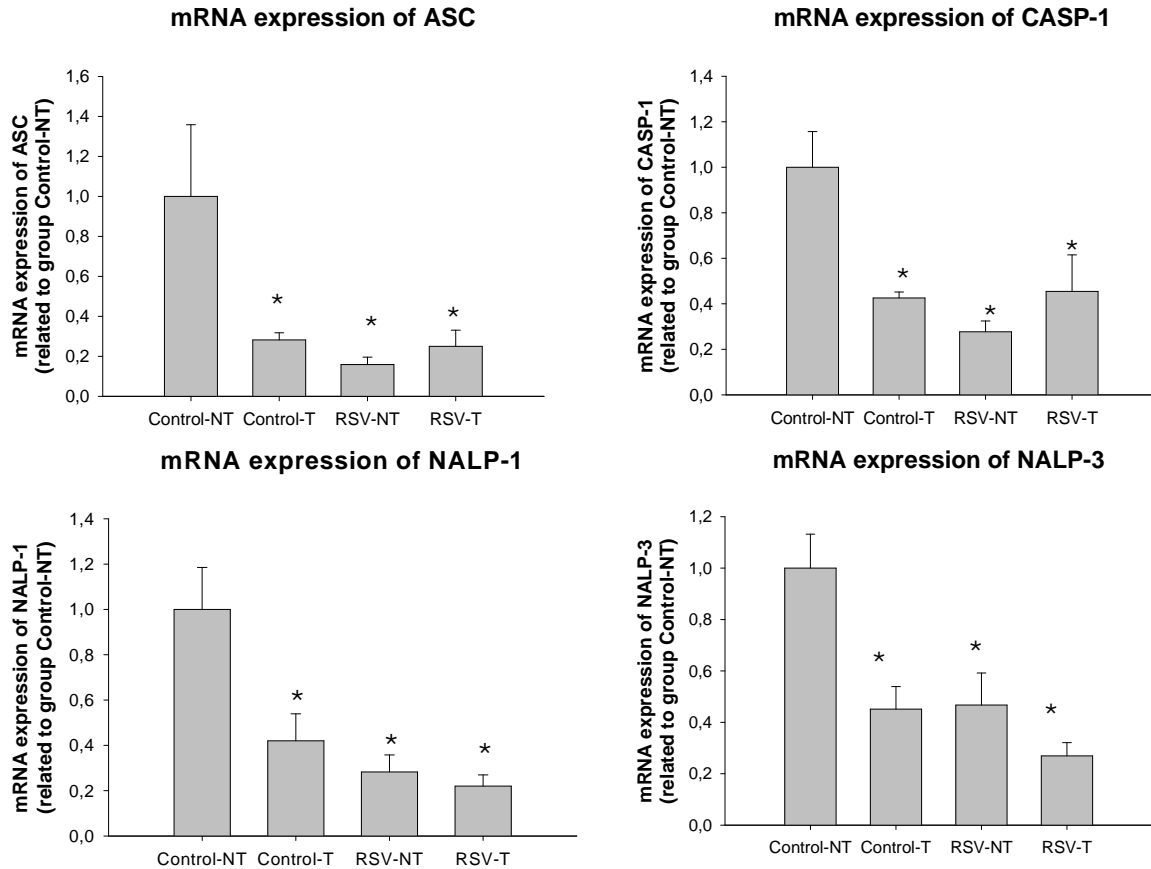 mRNA expression of ASC
mRNA expression of ASC
(related to group Control-NT)
1,6
1,4
1,2
1,0
0,8
0,6
0,4
0,2
0,0
*
*
*
Control-NT Control-T RSV-NT RSV-T
mRNA expression of CASP-1
mRNA expression of CASP-1
(related to group Control-NT)
1,4
1,2
1,0
0,8
0,6
0,4
0,2
0,0
*
*
*
Control-NT Control-T RSV-NT RSV-T
mRNA expression of NALP-1
mRNA expression of NALP-1
(related to group Control-NT)
1,4
1,2
1,0
0,8
0,6
0,4
0,2
0,0
*
*
*
Control-NT Control-T RSV-NT RSV-T
mRNA expression of NALP-3
mRNA expression of NALP-3
(related to group Control-NT)
1,2
1,0
0,8
0,6
0,4
0,2
0,0
*
*
*
Control-NT Control-T RSV-NT RSV-T